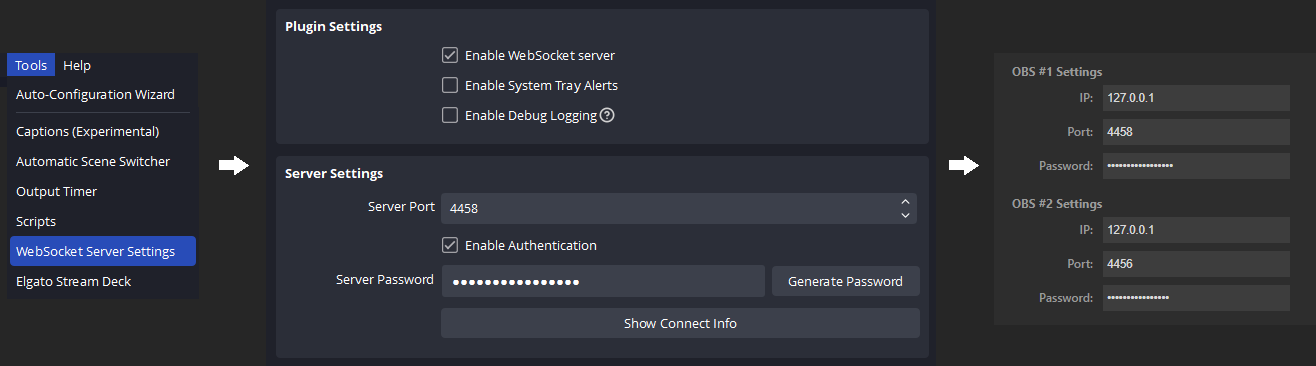 Tools Help
Auto-Configuration Wizard
Captions (Experimental)
Automatic Scene Switcher
Output Timer
Scripts
WebSocket Server Settings
Elgato Stream Deck
Plugin Settings
Enable WebSocket server
Enable System Tray Alerts
Enable Debug Logging ?
Server Settings
Server Port 4458
Enable Authentication
Server Password •••••••••••••••• Generate Password
Show Connect Info
OBS #1 Settings
IP: 127.0.0.1
Port: 4458
Password: ••••••••••••••••
OBS #2 Settings
IP: 127.0.0.1
Port: 4456
Password: •••••••••••••••